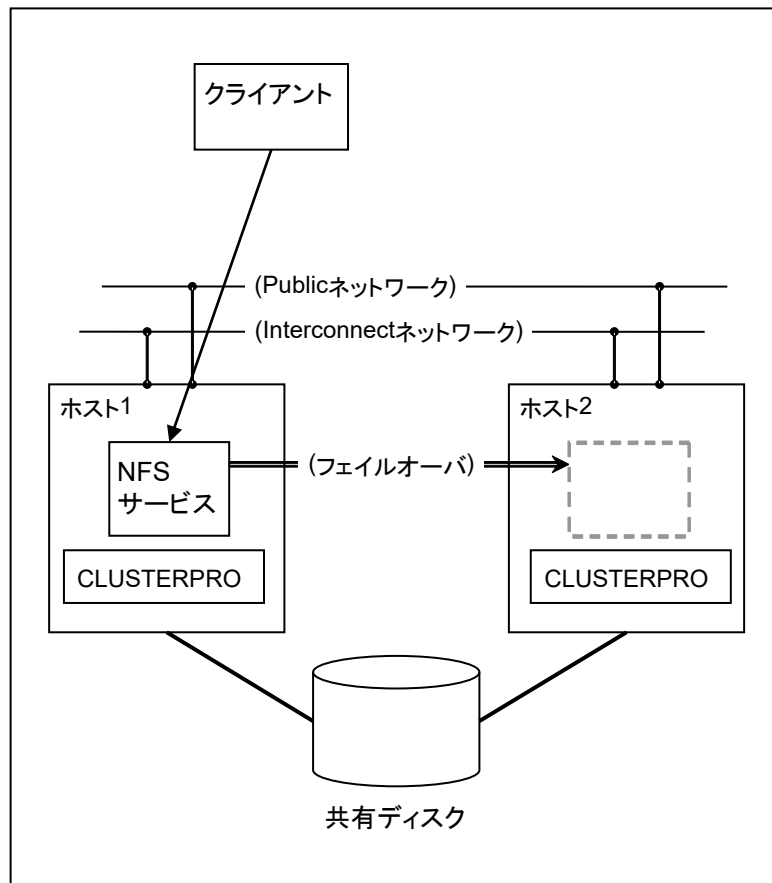 クライアント
(Publicネットワーク)
(Interconnectネットワーク)
ホスト1
ホスト2
NFS
サービス
(フェイルオーバ)
CLUSTERPRO
CLUSTERPRO
共有ディスク